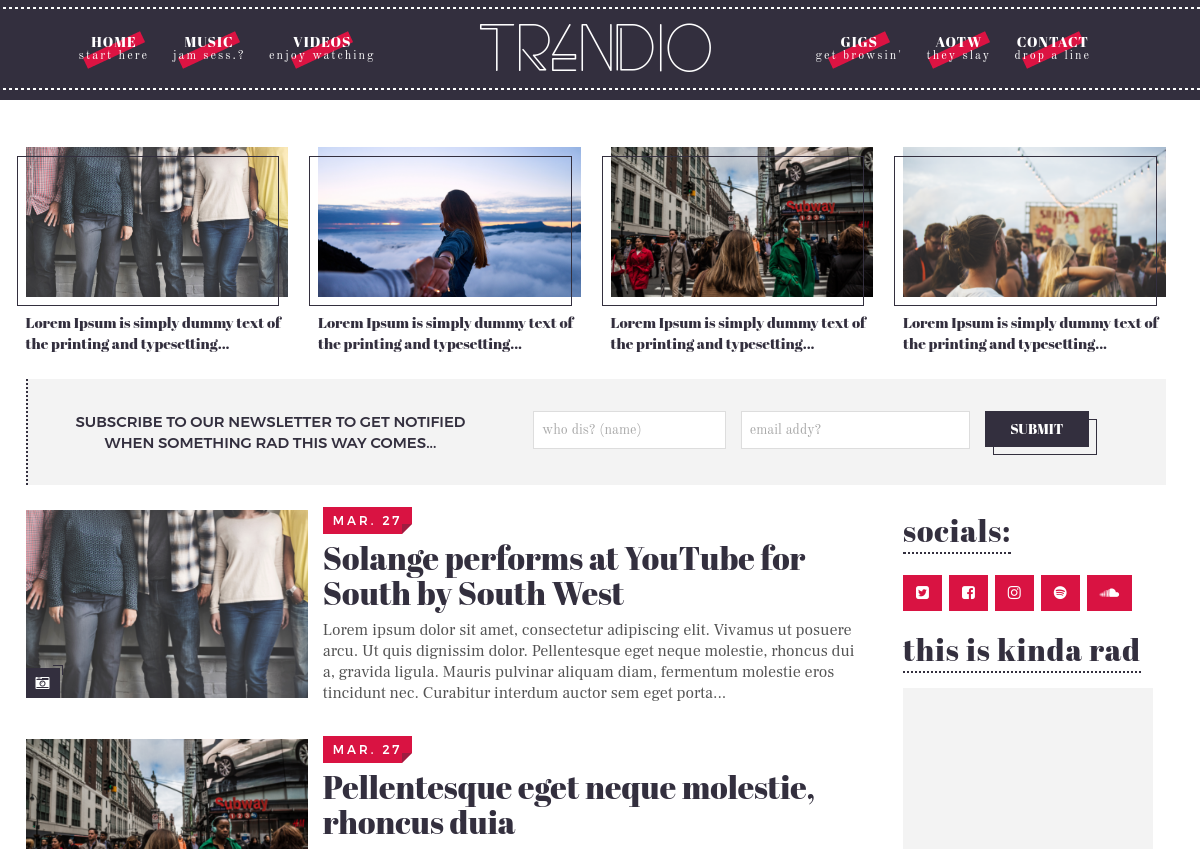 HOME
start here
MUSIC
jam sess.?
VIDEOS
enjoy watching
TRENDIO
GIGS
get browsin'
AOTW
they slay
CONTACT
drop a line
Subway
Lorem Ipsum is simply dummy text of
the printing and typesetting...
Lorem Ipsum is simply dummy text of
the printing and typesetting...
Lorem Ipsum is simply dummy text of
the printing and typesetting...
Lorem Ipsum is simply dummy text of
the printing and typesetting...
SUBSCRIBE TO OUR NEWSLETTER TO GET NOTIFIED
WHEN SOMETHING RAD THIS WAY COMES...
who dis? (name)
email addy?
SUBMIT
MAR. 27
Solange performs at YouTube for
South by South West
Lorem ipsum dolor sit amet, consectetur adipiscing elit. Vivamus ut posuere
arcu. Ut quis dignissim dolor. Pellentesque eget neque molestie, rhoncus dui
a, gravida ligula. Mauris pulvinar aliquam diam, fermentum molestie eros
tincidunt nec. Curabitur interdum auctor sem eget porta...
socials:
this is kinda rad
MAR. 27
Pellentesque eget neque molestie,
rhoncus duia
Subway